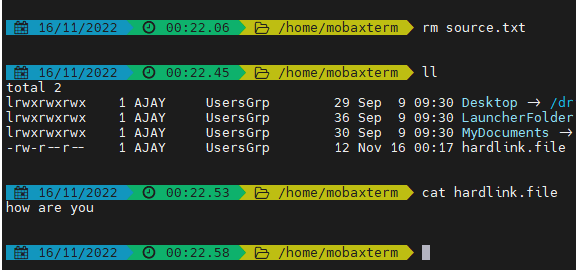 16/11/2022 00:22.06 /home/mobaxterm rm source.txt
16/11/2022 00:22.45 /home/mobaxterm ll
total 2
lrwxrwxrwx 1 AJAY UsersGrp 29 Sep 9 09:30 Desktop -> /dr
lrwxrwxrwx 1 AJAY UsersGrp 36 Sep 9 09:30 LauncherFolder
lrwxrwxrwx 1 AJAY UsersGrp 30 Sep 9 09:30 MyDocuments ->
-rw-r--r-- 1 AJAY UsersGrp 12 Nov 16 00:17 hardlink.file
16/11/2022 00:22.53 /home/mobaxterm cat hardlink.file
how are you
16/11/2022 00:22.58 /home/mobaxterm